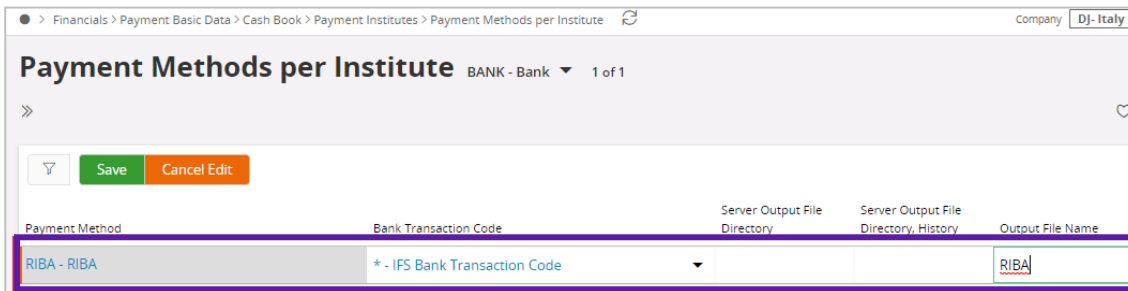 > Financials > Payment Basic Data > Cash Book > Payment Institutes > Payment Methods per Institute Company DJ- Italy
Payment Methods per Institute BANK - Bank 1 of 1
Save Cancel Edit
Server Output File Server Output File
Payment Method Bank Transaction Code Directory Directory, History Output File Name
RIBA - RIBA * - IFS Bank Transaction Code RIBA